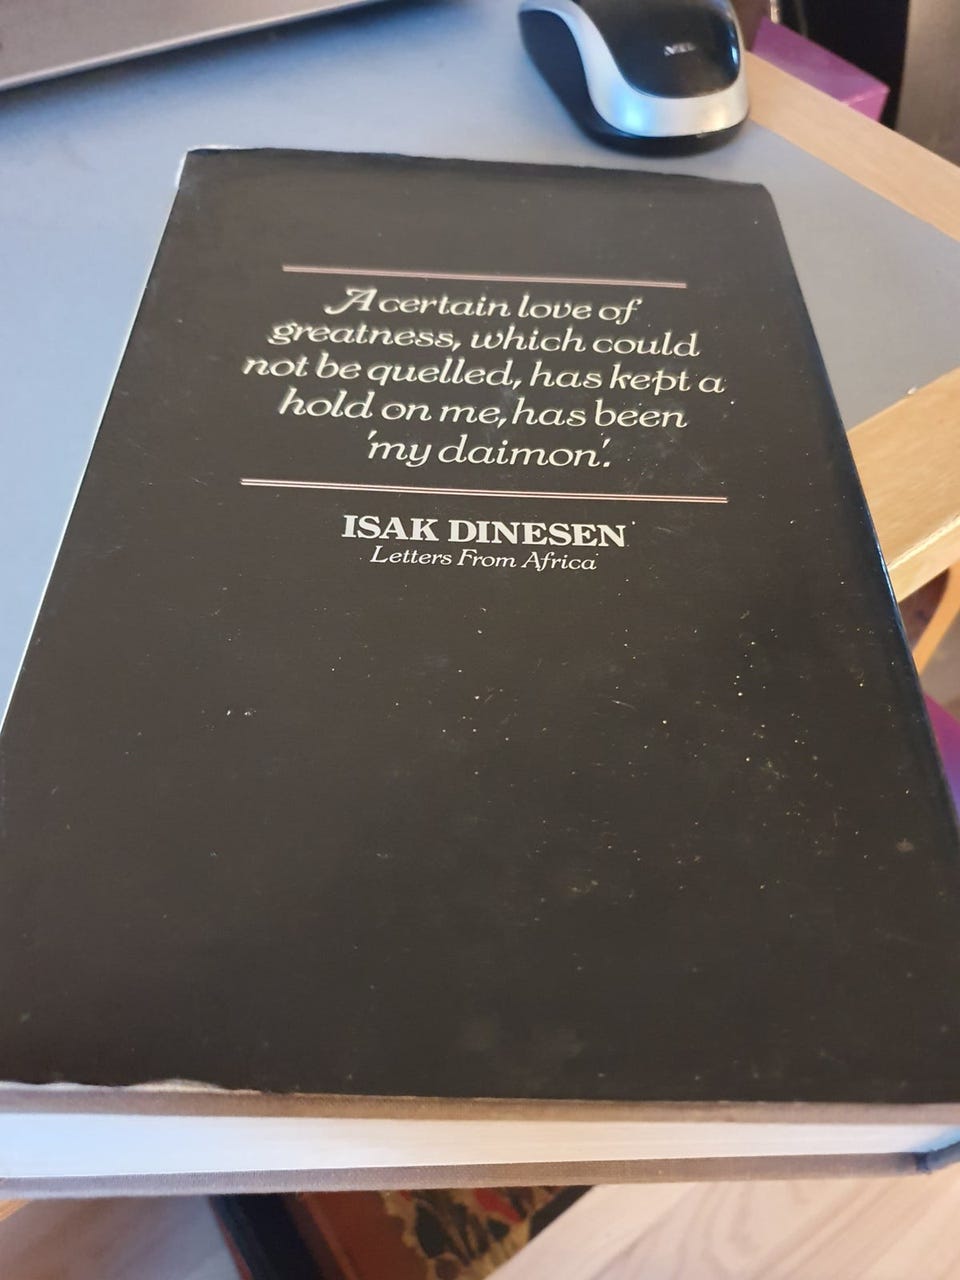 A certain love of
greatness, which could
not be quelled, has kept a
hold on me, has been
'my daimon'.
ISAK DINESEN
Letters From Africa